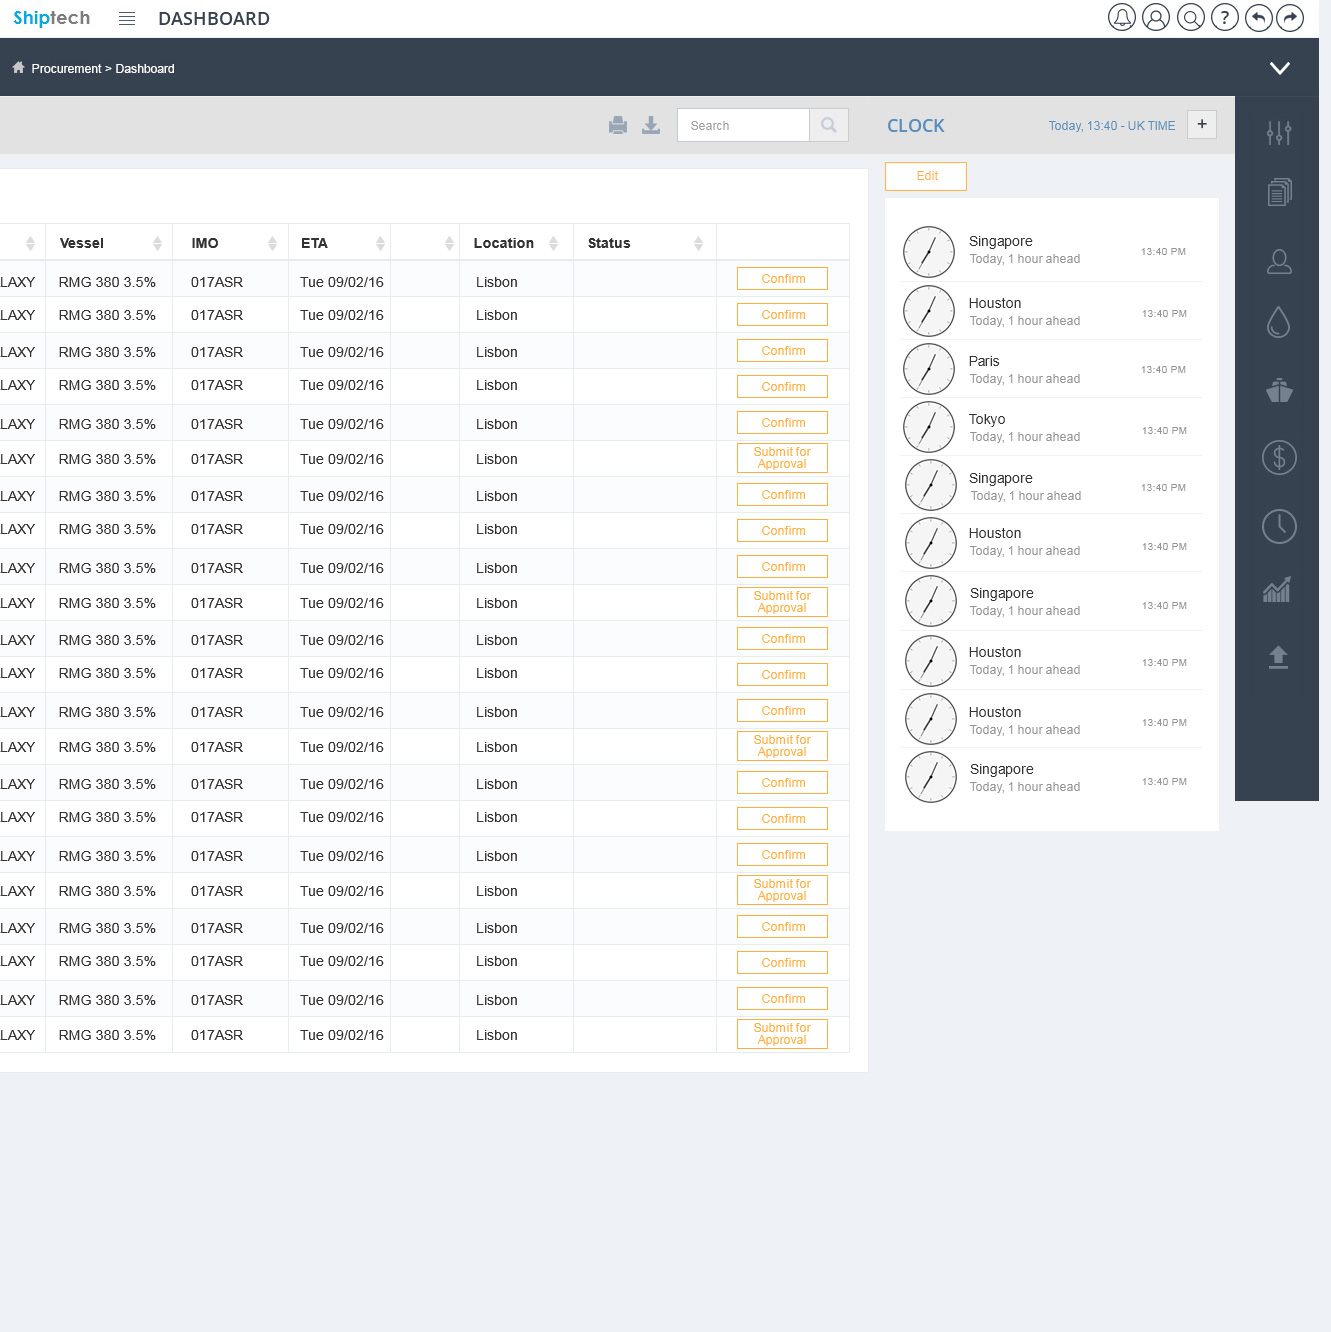 Shiptech DASHBOARD ?
Procurement > Dashboard
Search CLOCK Today, 13:40 - UK TIME +
Edit
Vessel IMO ETA Location Status
LAXY RMG 380 3.5% 017ASR Tue 09/02/16 Lisbon Confirm
LAXY RMG 380 3.5% 017ASR Tue 09/02/16 Lisbon Confirm
LAXY RMG 380 3.5% 017ASR Tue 09/02/16 Lisbon Confirm
LAXY RMG 380 3.5% 017ASR Tue 09/02/16 Lisbon Confirm
LAXY RMG 380 3.5% 017ASR Tue 09/02/16 Lisbon Confirm
LAXY RMG 380 3.5% 017ASR Tue 09/02/16 Lisbon Submit for
Approval
LAXY RMG 380 3.5% 017ASR Tue 09/02/16 Lisbon Confirm
LAXY RMG 380 3.5% 017ASR Tue 09/02/16 Lisbon Confirm
LAXY RMG 380 3.5% 017ASR Tue 09/02/16 Lisbon Confirm
LAXY RMG 380 3.5% 017ASR Tue 09/02/16 Lisbon Submit for
Approval
LAXY RMG 380 3.5% 017ASR Tue 09/02/16 Lisbon Confirm
LAXY RMG 380 3.5% 017ASR Tue 09/02/16 Lisbon Confirm
LAXY RMG 380 3.5% 017ASR Tue 09/02/16 Lisbon Confirm
LAXY RMG 380 3.5% 017ASR Tue 09/02/16 Lisbon Submit for
Approval
LAXY RMG 380 3.5% 017ASR Tue 09/02/16 Lisbon Confirm
LAXY RMG 380 3.5% 017ASR Tue 09/02/16 Lisbon Confirm
LAXY RMG 380 3.5% 017ASR Tue 09/02/16 Lisbon Confirm
LAXY RMG 380 3.5% 017ASR Tue 09/02/16 Lisbon Submit for
Approval
LAXY RMG 380 3.5% 017ASR Tue 09/02/16 Lisbon Confirm
LAXY RMG 380 3.5% 017ASR Tue 09/02/16 Lisbon Confirm
LAXY RMG 380 3.5% 017ASR Tue 09/02/16 Lisbon Confirm
LAXY RMG 380 3.5% 017ASR Tue 09/02/16 Lisbon Submit for
Approval
Singapore
Today, 1 hour ahead 13:40 PM
Houston
Today, 1 hour ahead 13:40 PM
Paris
Today, 1 hour ahead 13:40 PM
Tokyo
Today, 1 hour ahead 13:40 PM
Singapore
Today, 1 hour ahead 13:40 PM
Houston
Today, 1 hour ahead 13:40 PM
Singapore
Today, 1 hour ahead 13:40 PM
Houston
Today, 1 hour ahead 13:40 PM
Houston
Today, 1 hour ahead 13:40 PM
Singapore
Today, 1 hour ahead 13:40 PM
$